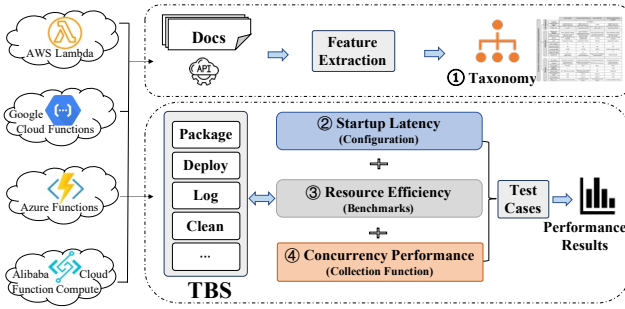 AWS Lambda
Google
Cloud Functions
Azure Functions
Alibaba Cloud
Function Compute
Docs
API
Feature
Extraction
① Taxonomy
Package
Deploy
Log
Clean
...
TBS
② Startup Latency
(Configuration)
③ Resource Efficiency
(Benchmarks)
④ Concurrency Performance
(Collection Function)
Test
Cases
Performance
Results